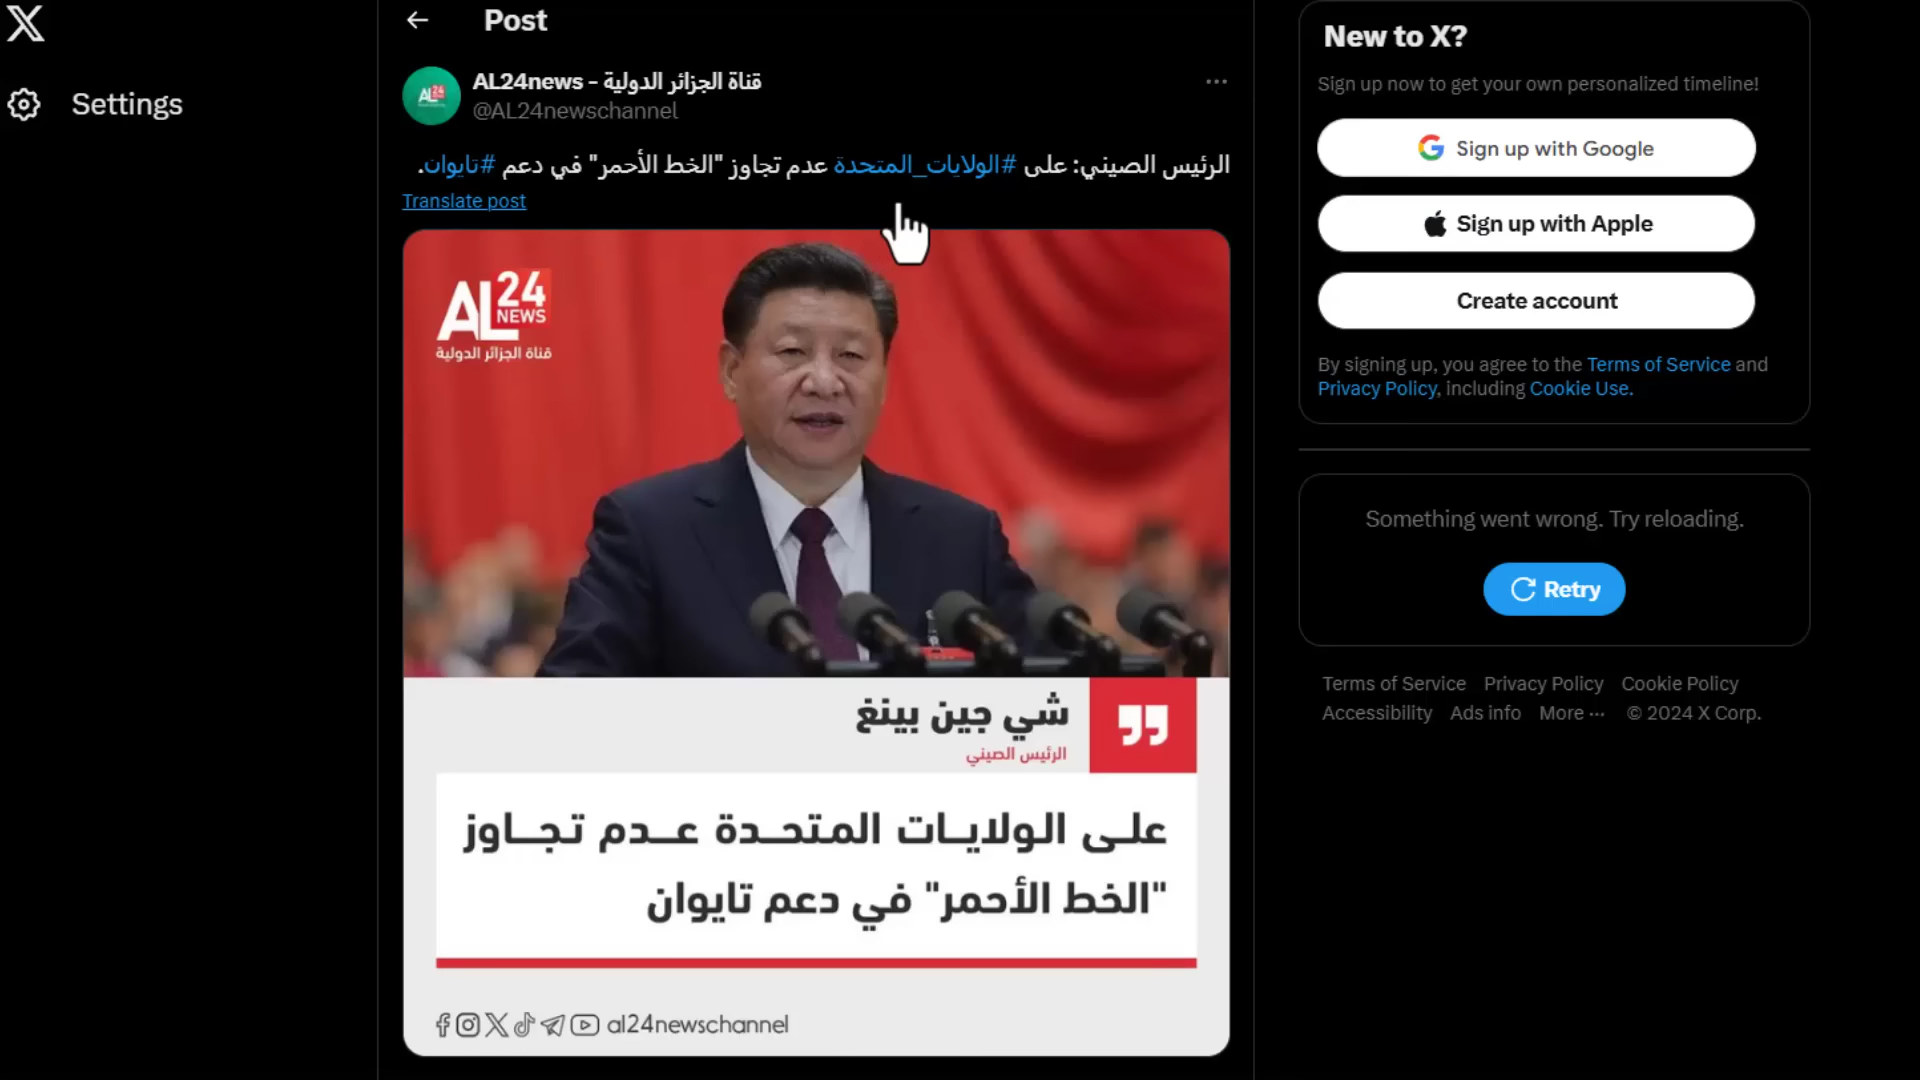 Post
Settings
AL24news - قناة الجزائر الدولية
@AL24newschannel
الرئيس الصيني: على #الولايات_المتحدة عدم تجاوز "الخط الأحمر" في دعم #تايوان.
Translate post
AL24
NEWS
قناة الجزائر الدولية
شي جين بينغ
الرئيس الصيني
على الولايات المتحدة عدم تجاوز
"الخط الأحمر" في دعم تايوان
al24newschannel
New to X?
Sign up now to get your own personalized timeline!
Sign up with Google
Sign up with Apple
Create account
By signing up, you agree to the Terms of Service and
Privacy Policy, including Cookie Use.
Something went wrong. Try reloading.
Retry
Terms of Service Privacy Policy Cookie Policy
Accessibility Ads info More ··· © 2024 X Corp.